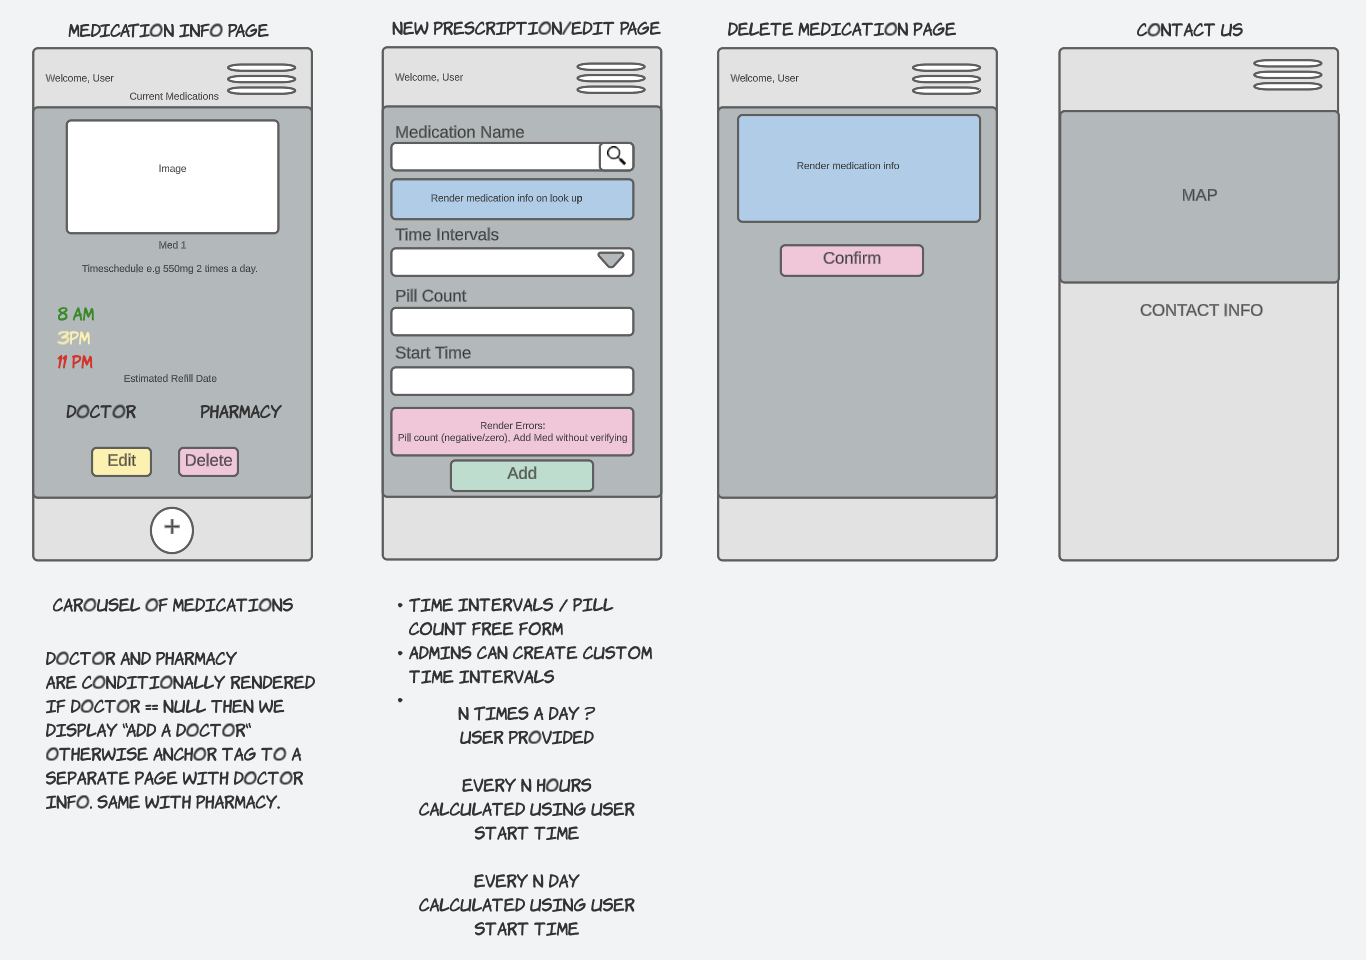 MEDICATION INFO PAGE
Welcome, User
Current Medications
Image
Med 1
Timeschedule e.g 550mg 2 times a day.
8 AM
3PM
11 PM
Estimated Refill Date
DOCTOR
PHARMACY
Edit
Delete
+
CAROUSEL OF MEDICATIONS
DOCTOR AND PHARMACY
ARE CONDITIONALLY RENDERED
IF DOCTOR == NULL THEN WE
DISPLAY "ADD A DOCTOR"
OTHERWISE ANCHOR TAG TO A
SEPARATE PAGE WITH DOCTOR
INFO. SAME WITH PHARMACY.
NEW PRESCRIPTION/EDIT PAGE
Welcome, User
Medication Name
Render medication info on look up
Time Intervals
Pill Count
Start Time
Render Errors:
Pill count (negative/zero), Add Med without verifying
Add
• TIME INTERVALS / PILL
COUNT FREE FORM
• ADMINS CAN CREATE CUSTOM
TIME INTERVALS
•
N TIMES A DAY ?
USER PROVIDED
EVERY N HOURS
CALCULATED USING USER
START TIME
EVERY N DAY
CALCULATED USING USER
START TIME
DELETE MEDICATION PAGE
Welcome, User
Render medication info
Confirm
CONTACT US
MAP
CONTACT INFO